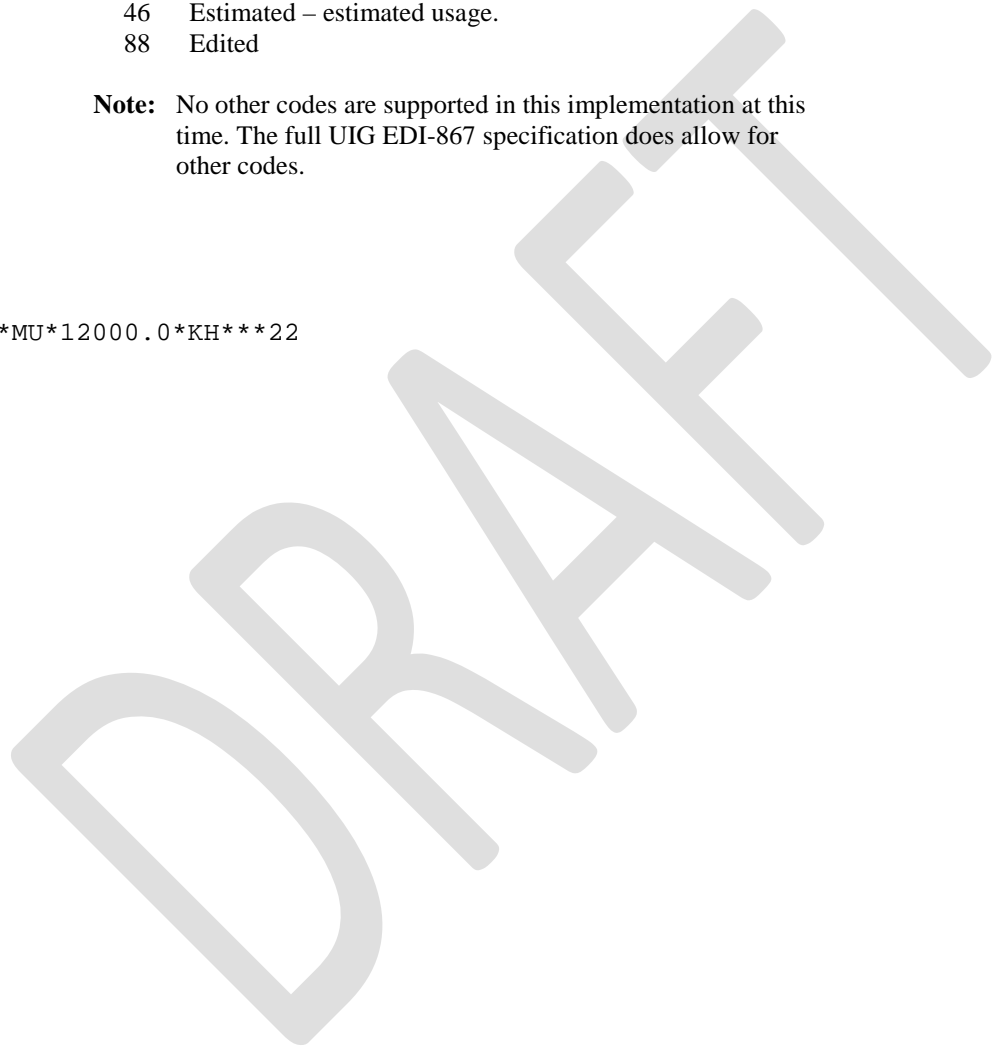 46 Estimated – estimated usage.
88 Edited
Note: No other codes are supported in this implementation at this
time. The full UIG EDI-867 specification does allow for
other codes.
*MU*12000.0*KH***22
DRAFT